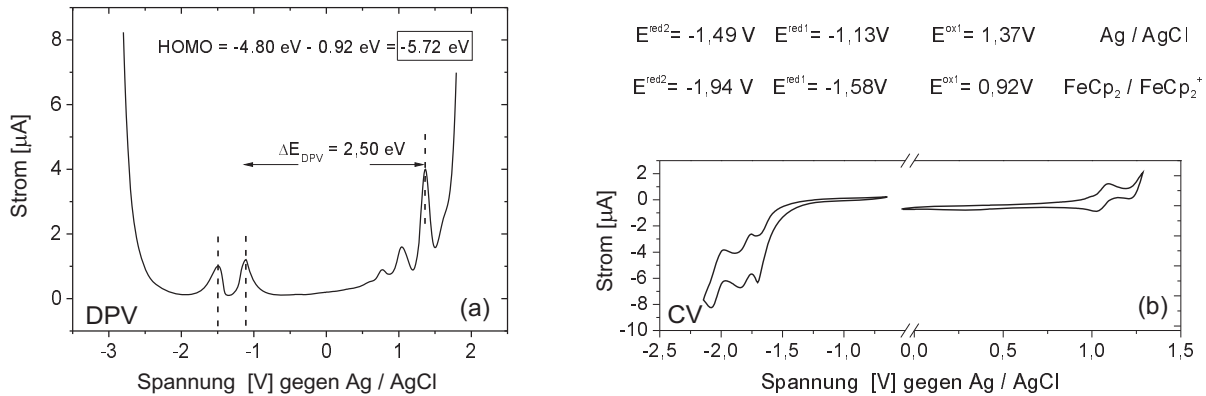 HOMO = -4.80 eV - 0.92 eV = -5.72 eV
ΔE_DPV = 2,50 eV
Strom [µA]
8
6
4
2
0
DPV
(a)
-3 -2 -1 0 1 2
Spannung [V] gegen Ag / AgCl
E^red2 = -1,49 V E^red1 = -1,13V E^ox1 = 1,37V Ag / AgCl
E^red2 = -1,94 V E^red1 = -1,58V E^ox1 = 0,92V FeCp₂ / FeCp₂⁺
Strom [µA]
2
0
-2
-4
-6
-8
-10
CV
(b)
-2,5 -2,0 -1,5 -1,0 0,0 0,5 1,0 1,5
Spannung [V] gegen Ag / AgCl